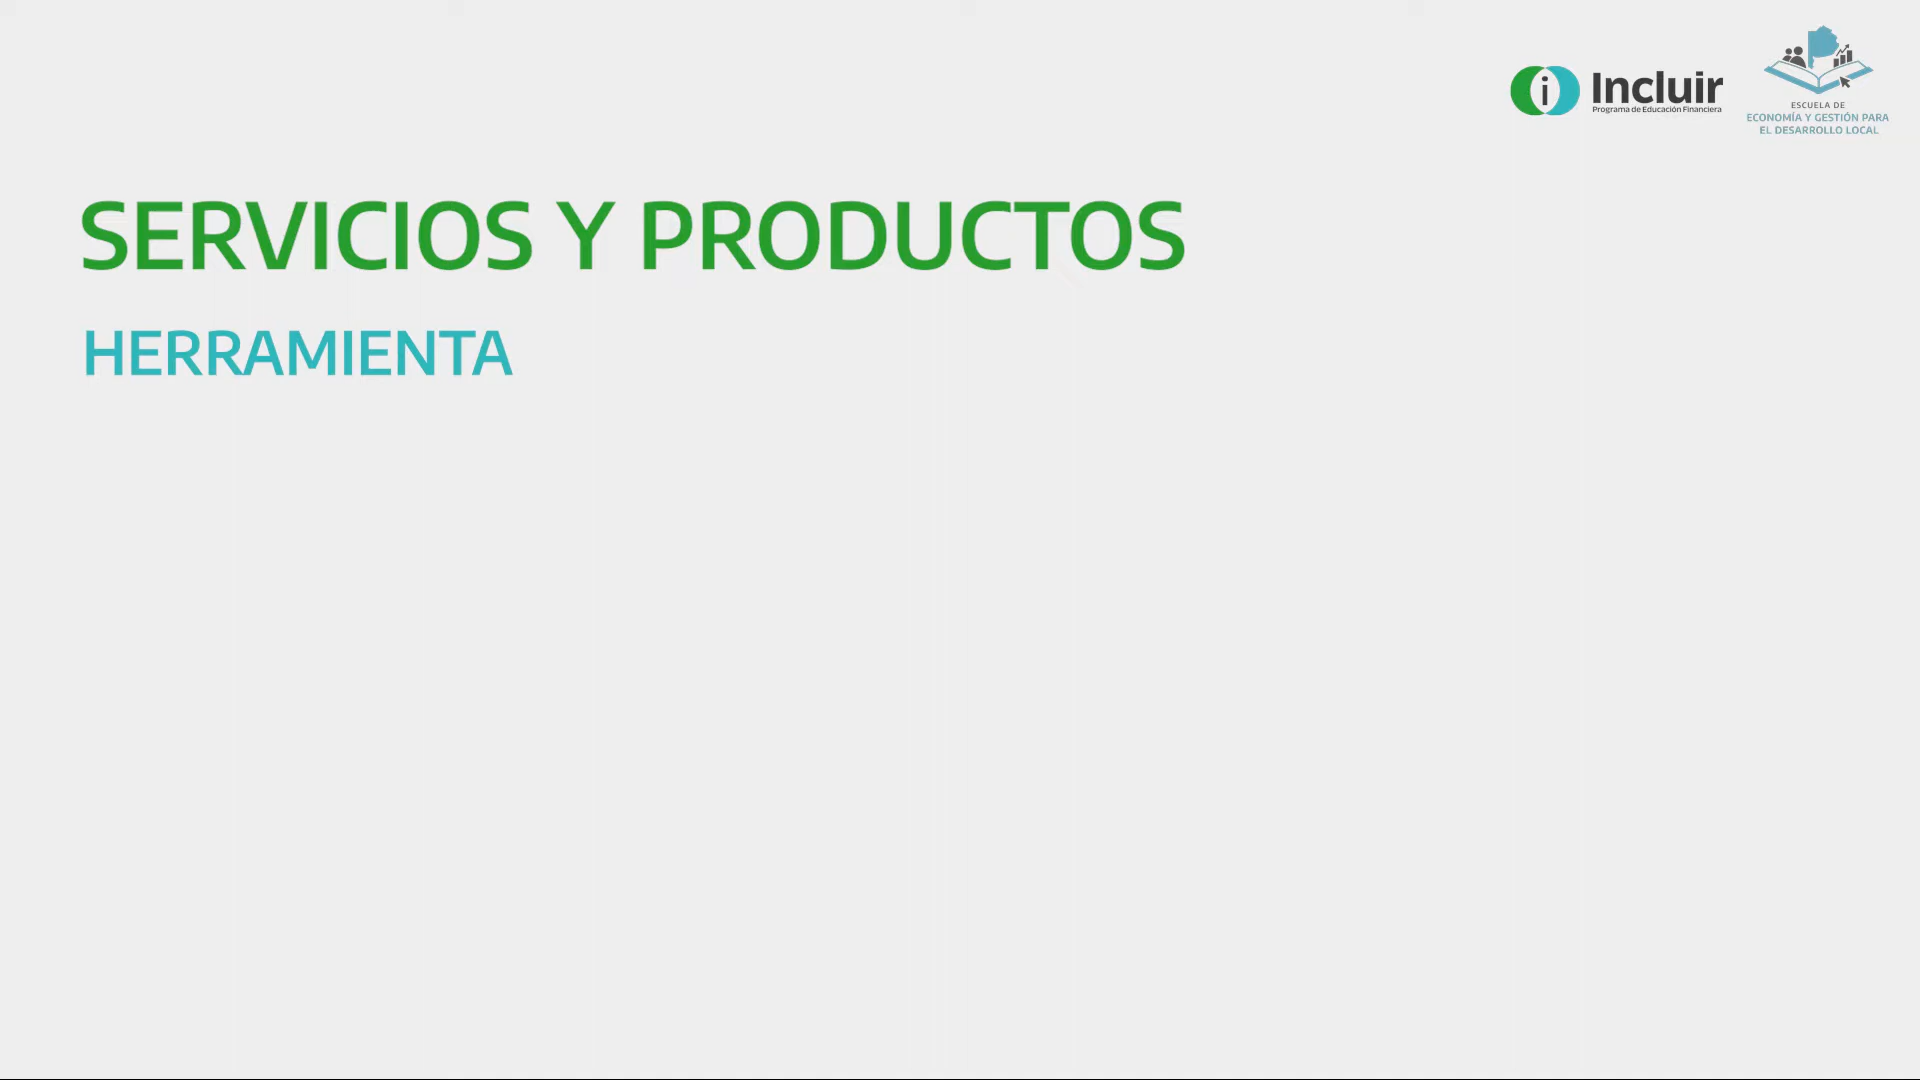 i Incluir
Programa de Educación Financiera
ESCUELA DE
ECONOMÍA Y GESTIÓN PARA
EL DESARROLLO LOCAL
SERVICIOS Y PRODUCTOS
HERRAMIENTA